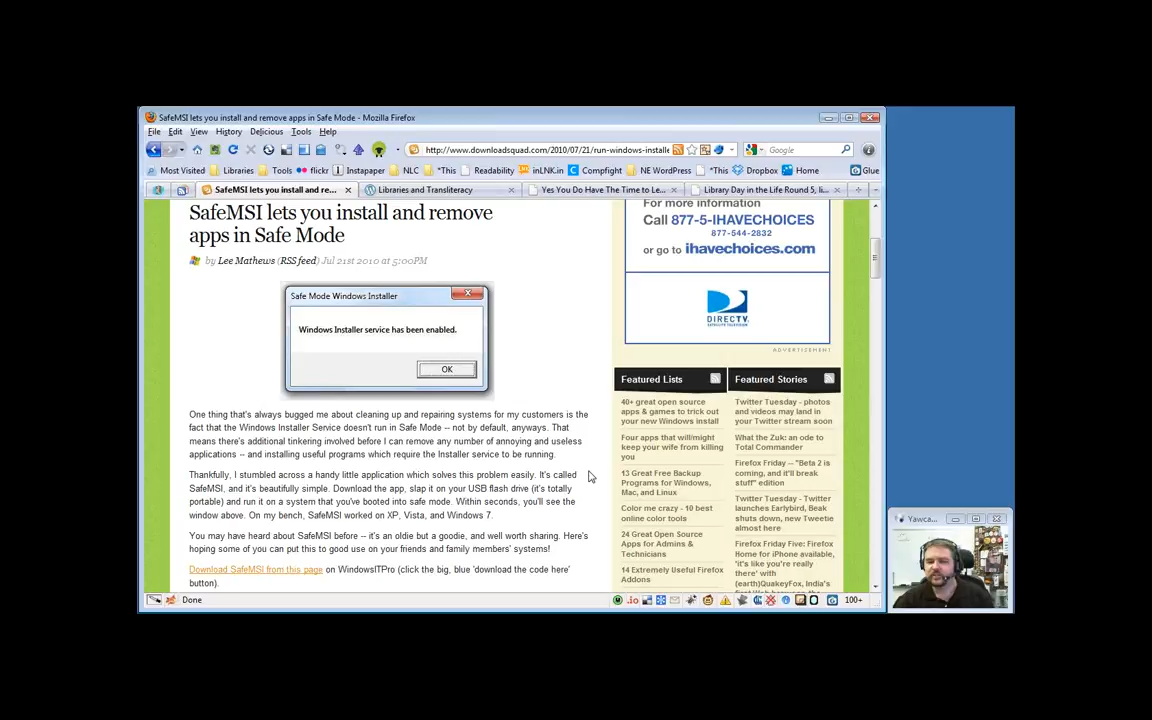 SafeMSI lets you install and remove apps in Safe Mode - Mozilla Firefox
File Edit View History Delicious Tools Help
http://www.downloadsquad.com/2010/07/21/run-windows-installe
Google
Most Visited Libraries Tools flickr Instapaper NLC *This Readability inLNK.in Compfight NE WordPress *This Dropbox Home Glue
SafeMSI lets you install and re...
Libraries and Transliteracy
Yes You Do Have The Time to Le...
Library Day in the Life Round 5, li...
SafeMSI lets you install and remove
apps in Safe Mode
by Lee Mathews (RSS feed) Jul 21st 2010 at 5:00PM
Safe Mode Windows Installer
Windows Installer service has been enabled.
OK
One thing that's always bugged me about cleaning up and repairing systems for my customers is the
fact that the Windows Installer Service doesn't run in Safe Mode -- not by default, anyways. That
means there's additional tinkering involved before I can remove any number of annoying and useless
applications -- and installing useful programs which require the Installer service to be running.
Thankfully, I stumbled across a handy little application which solves this problem easily. It's called
SafeMSI, and it's beautifully simple. Download the app, slap it on your USB flash drive (it's totally
portable) and run it on a system that you've booted into safe mode. Within seconds, you'll see the
window above. On my bench, SafeMSI worked on XP, Vista, and Windows 7.
You may have heard about SafeMSI before -- it's an oldie but a goodie, and well worth sharing. Here's
hoping some of you can put this to good use on your friends and family members' systems!
Download SafeMSI from this page on WindowsITPro (click the big, blue 'download the code here'
button).
For more information
Call 877-5-IHAVECHOICES
877-544-2832
or go to ihavechoices.com
DIRECTV
ADVERTISEMENT
Featured Lists
40+ great open source
apps & games to trick out
your new Windows install
Four apps that will/might
keep your wife from killing
you
13 Great Free Backup
Programs for Windows,
Mac, and Linux
Color me crazy - 10 best
online color tools
24 Great Open Source
Apps for Admins &
Technicians
14 Extremely Useful Firefox
Addons
Featured Stories
Twitter Tuesday - photos
and videos may land in
your Twitter stream soon
What the Zuk: an ode to
Total Commander
Firefox Friday -- "Beta 2 is
coming, and it'll break
stuff" edition
Twitter Tuesday - Twitter
launches Earlybird, Beak
shuts down, new Tweetie
almost here
Firefox Friday Five: Firefox
Home for iPhone available,
'it's like you're really
there' with
(earth)QuakeyFox, India's
Done
.io
100+
Yawca...